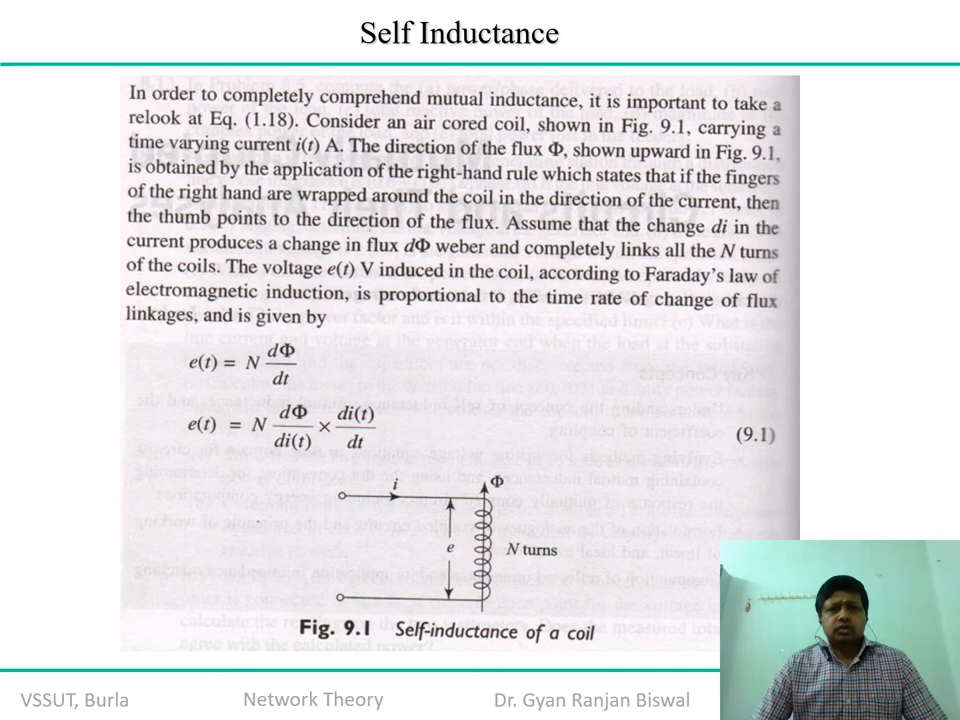 Self Inductance
In order to completely comprehend mutual inductance, it is important to take a
relook at Eq. (1.18). Consider an air cored coil, shown in Fig. 9.1, carrying a
time varying current i(t) A. The direction of the flux Φ, shown upward in Fig. 9.1,
is obtained by the application of the right-hand rule which states that if the fingers
of the right hand are wrapped around the coil in the direction of the current, then
the thumb points to the direction of the flux. Assume that the change di in the
current produces a change in flux dΦ weber and completely links all the N turns
of the coils. The voltage e(t) V induced in the coil, according to Faraday's law of
electromagnetic induction, is proportional to the time rate of change of flux
linkages, and is given by
e(t) = N dΦ/dt
e(t) = N dΦ/di(t) × di(t)/dt (9.1)
i
Φ
e
N turns
Fig. 9.1 Self-inductance of a coil
VSSUT, Burla Network Theory Dr. Gyan Ranjan Biswal